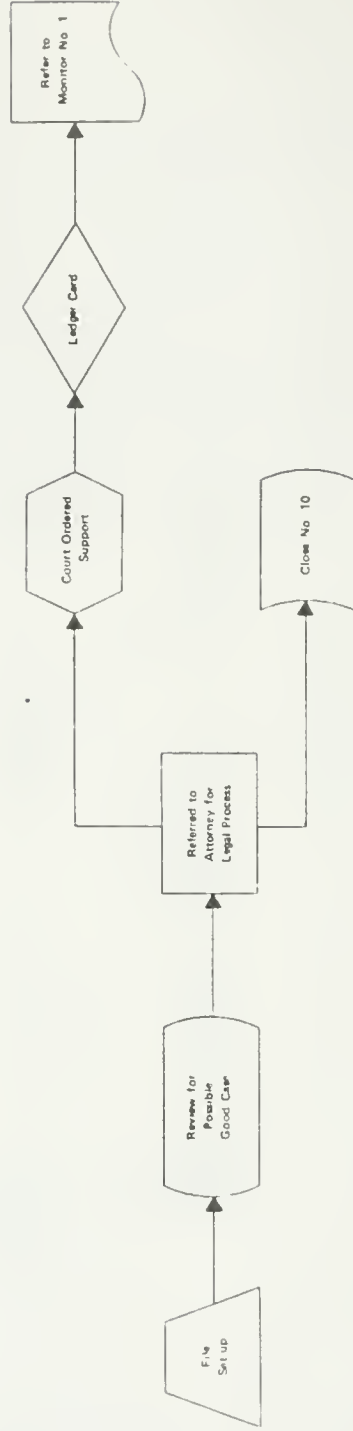 File
Set up
Review for
Possible
Good Case
Referred to
Attorney for
Legal Process
Court Ordered
Support
Ledger Card
Refer to
Monitor No 1
Close No 10